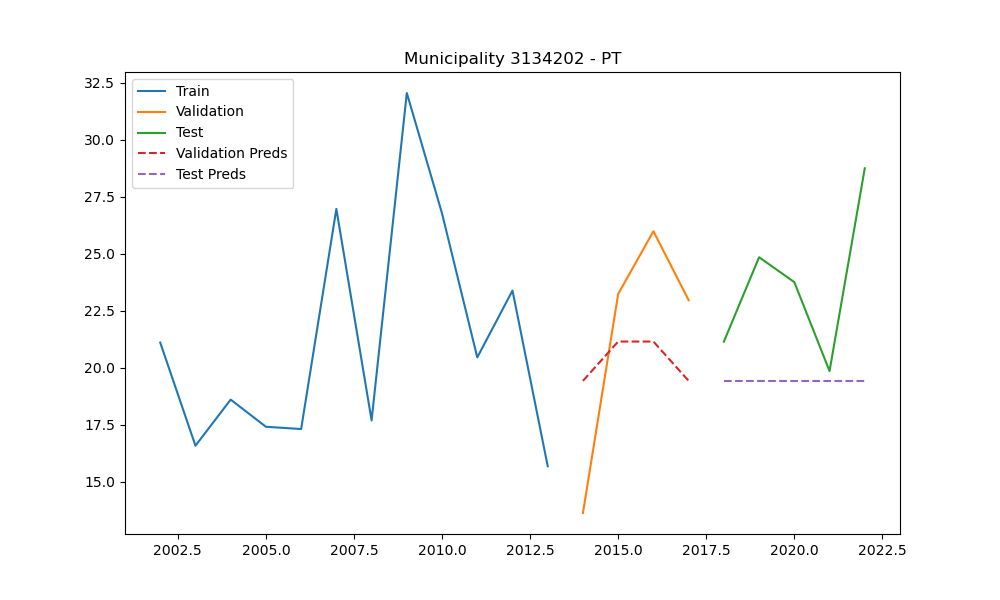 Municipality 3134202 - PT
32.5
30.0
27.5
25.0
22.5
20.0
17.5
15.0
Train
Validation
Test
Validation Preds
Test Preds
2002.5 2005.0 2007.5 2010.0 2012.5 2015.0 2017.5 2020.0 2022.5